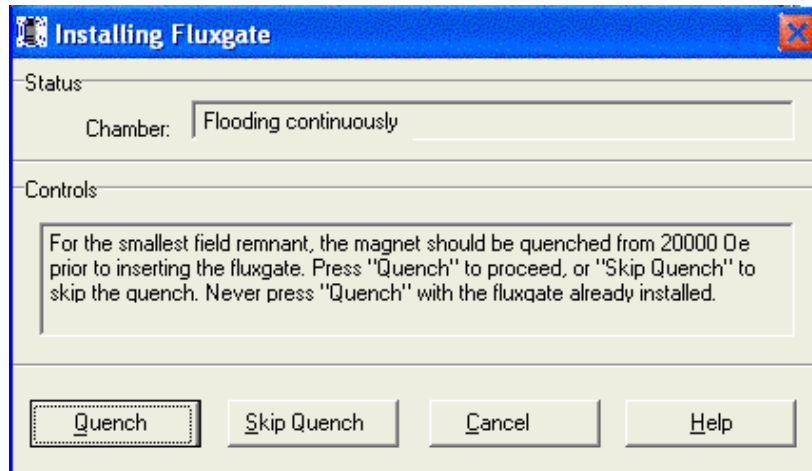 Installing Fluxgate
Status
Chamber: Flooding continuously
Controls
For the smallest field remnant, the magnet should be quenched from 20000 Oe
prior to inserting the fluxgate. Press "Quench" to proceed, or "Skip Quench" to
skip the quench. Never press "Quench" with the fluxgate already installed.
Quench Skip Quench Cancel Help